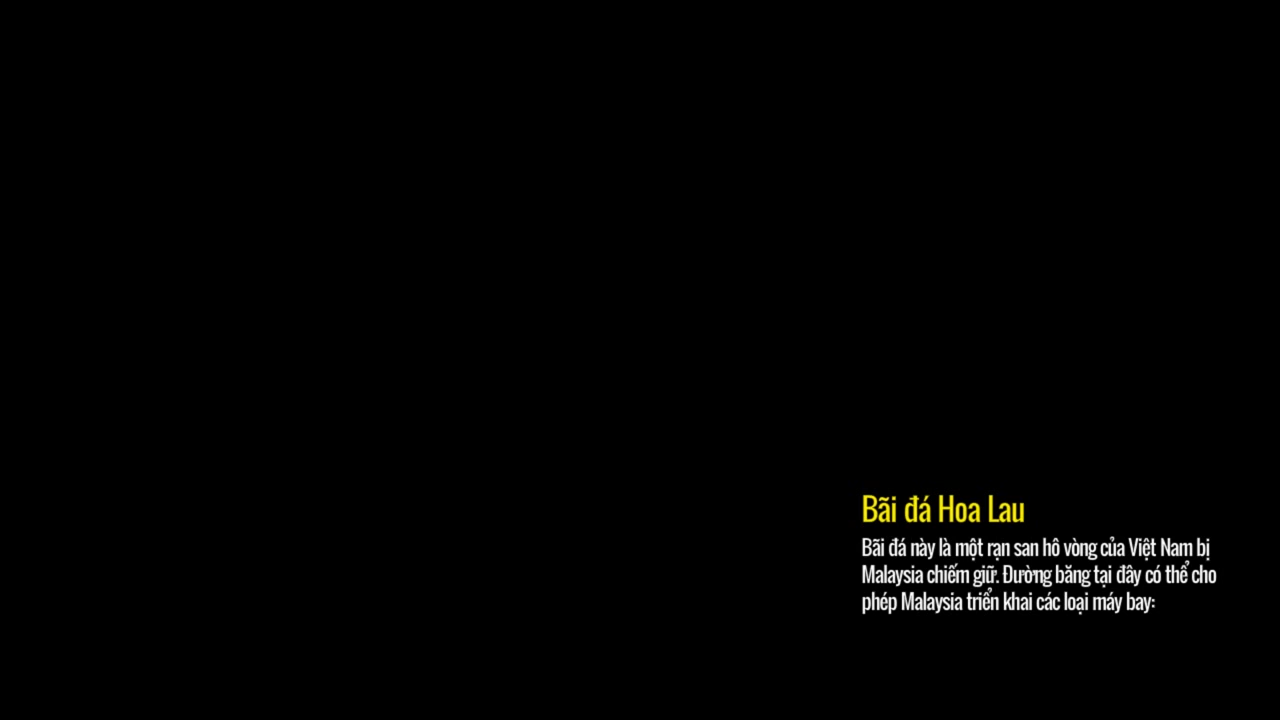 Bãi đá Hoa Lau
Bãi đá này là một rạn san hô vòng của Việt Nam bị
Malaysia chiếm giữ. Đường băng tại đây có thể cho
phép Malaysia triển khai các loại máy bay: